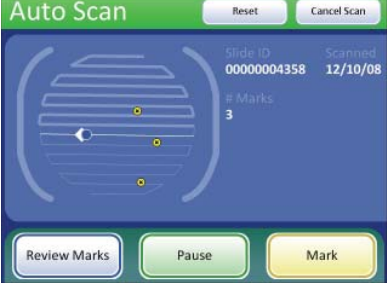 Auto Scan
Reset
Cancel Scan
Slide ID
Scanned
00000004358
12/10/08
# Marks
3
Review Marks
Pause
Mark